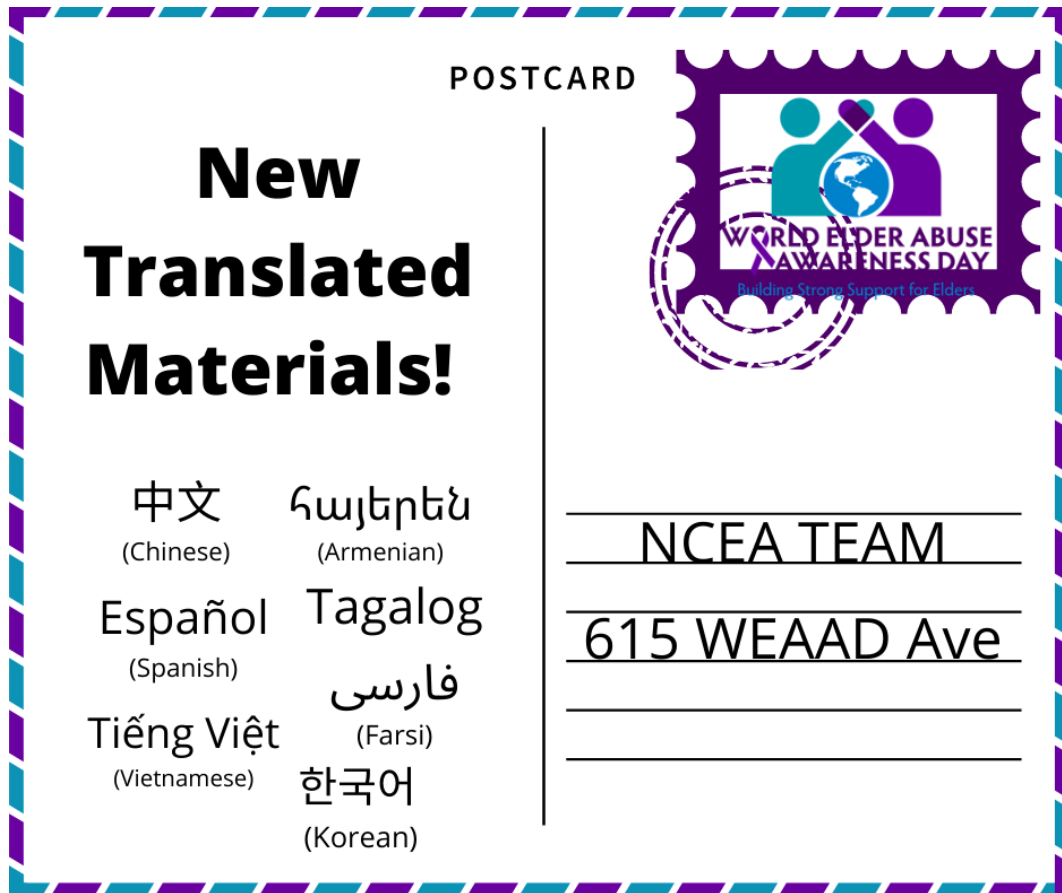 POSTCARD
New
Translated
Materials!
中文
(Chinese)
հայերեն
(Armenian)
Español
(Spanish)
Tagalog
فارسی
(Farsi)
Tiếng Việt
(Vietnamese)
한국어
(Korean)
WORLD ELDER ABUSE
AWARENESS DAY
Building Strong Support for Elders
NCEA TEAM
615 WEAAD Ave